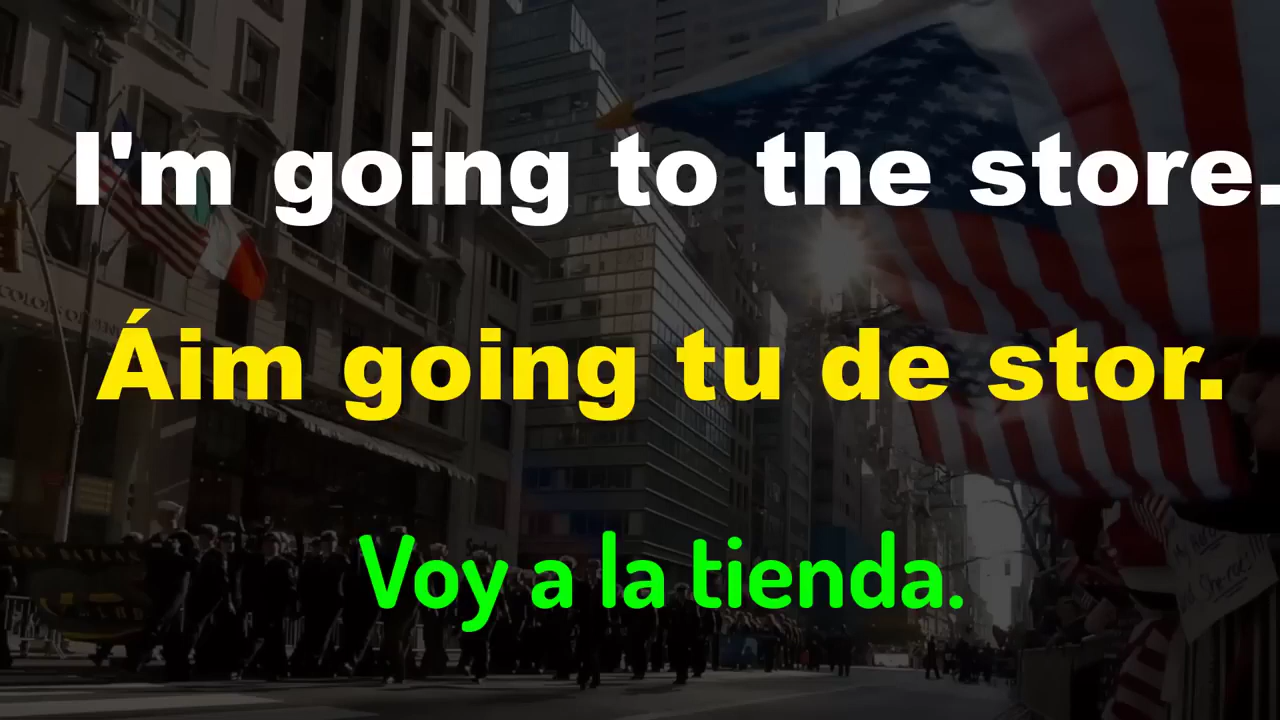 I'm going to the store.
Áim going tu de stor.
Voy a la tienda.